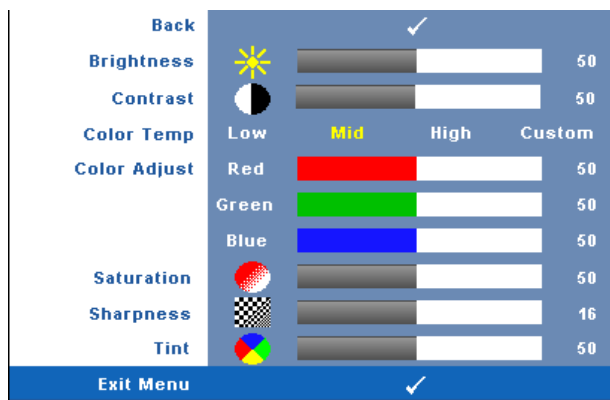 Back
Brightness 50
Contrast 50
Color Temp Low Mid High Custom
Color Adjust Red 50
Green 50
Blue 50
Saturation 50
Sharpness 16
Tint 50
Exit Menu